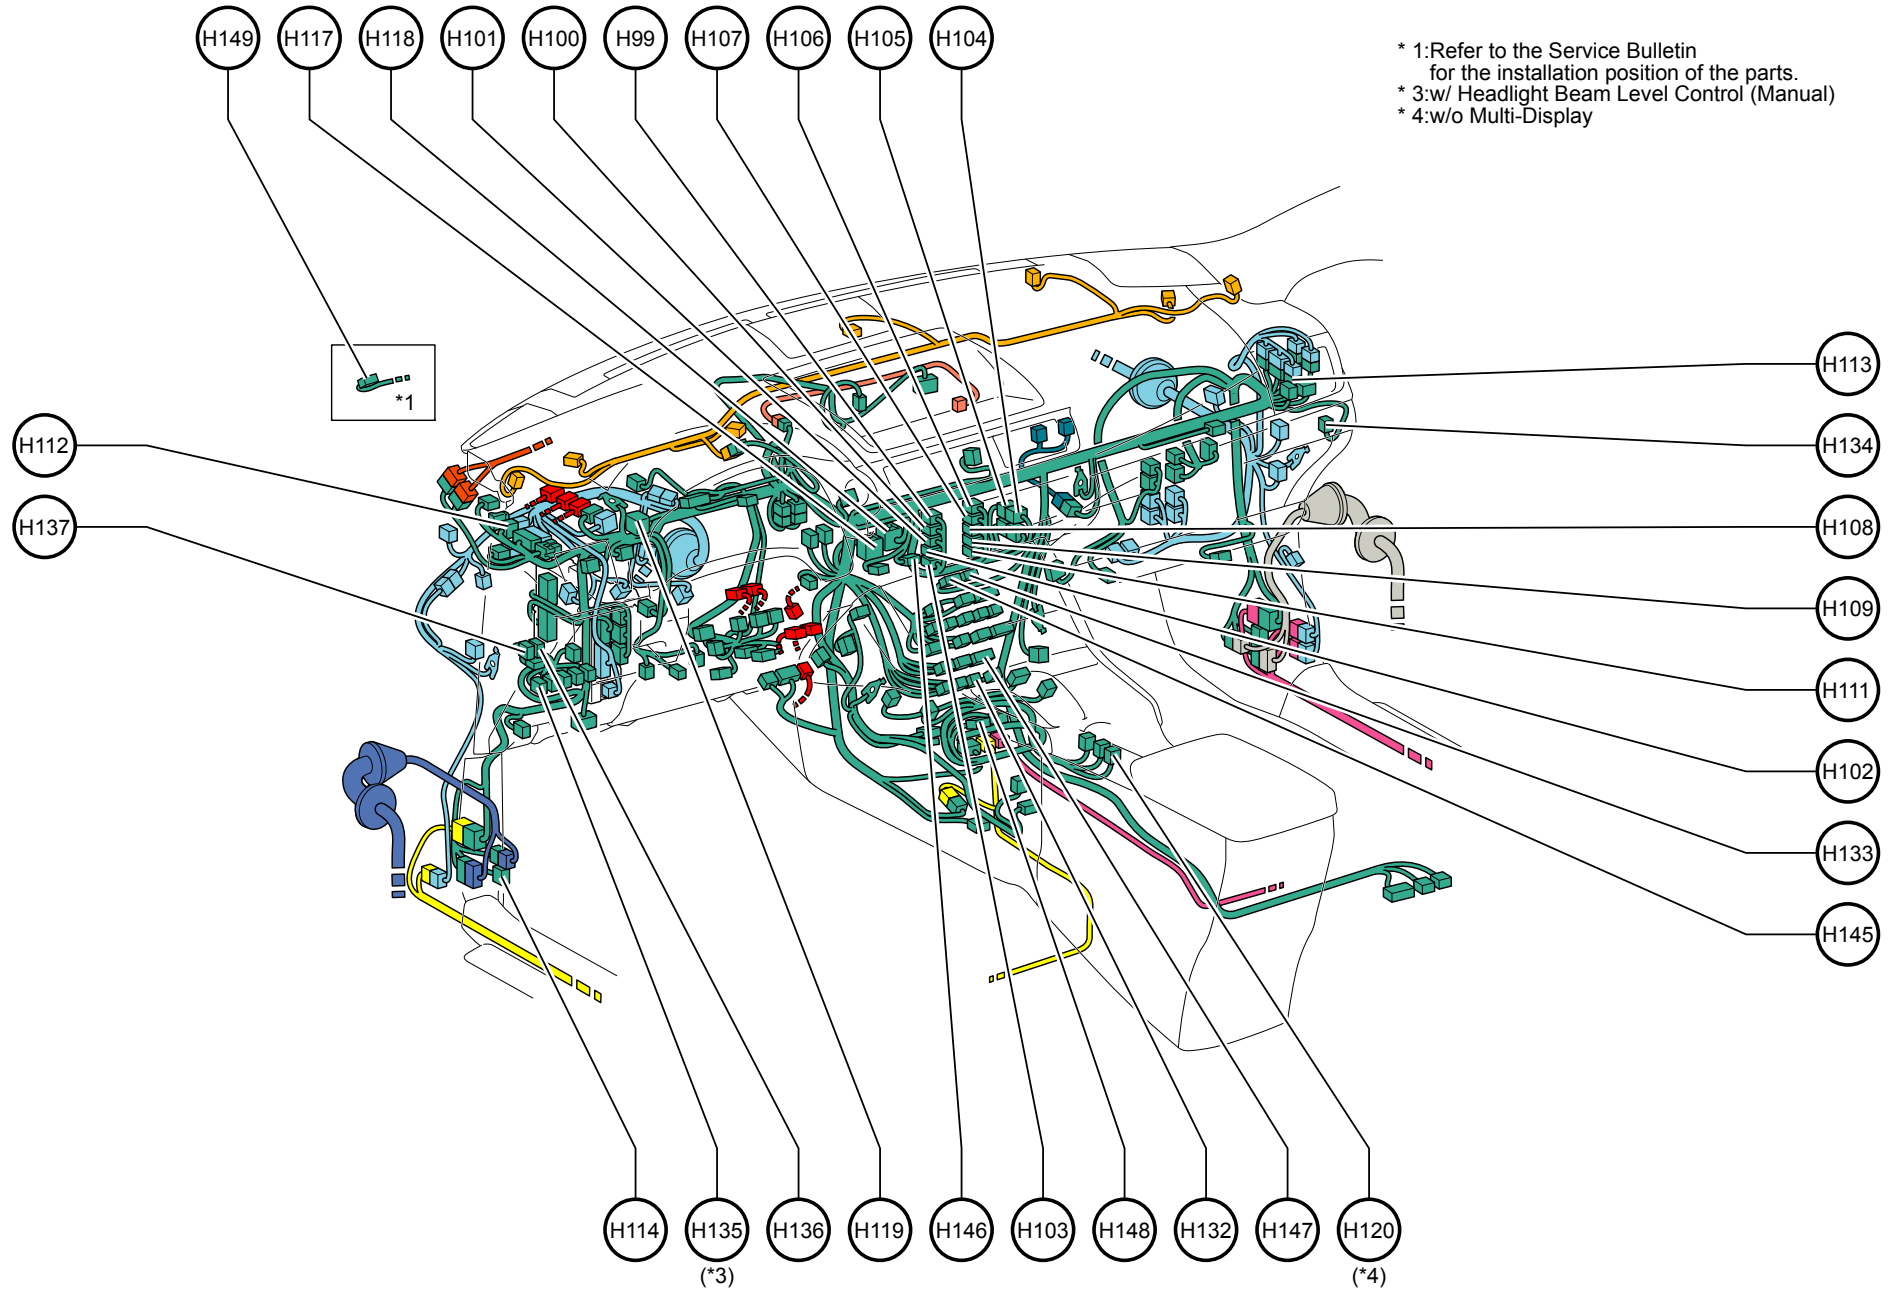 H149 H117 H118 H101 H100 H99 H107 H106 H105 H104
* 1:Refer to the Service Bulletin
for the installation position of the parts.
* 3:w/ Headlight Beam Level Control (Manual)
* 4:w/o Multi-Display
*1
H112
H137
H113
H134
H108
H109
H111
H102
H133
H145
H114 H135 H136 H119 H146 H103 H148 H132 H147 H120
(*3) (*4)